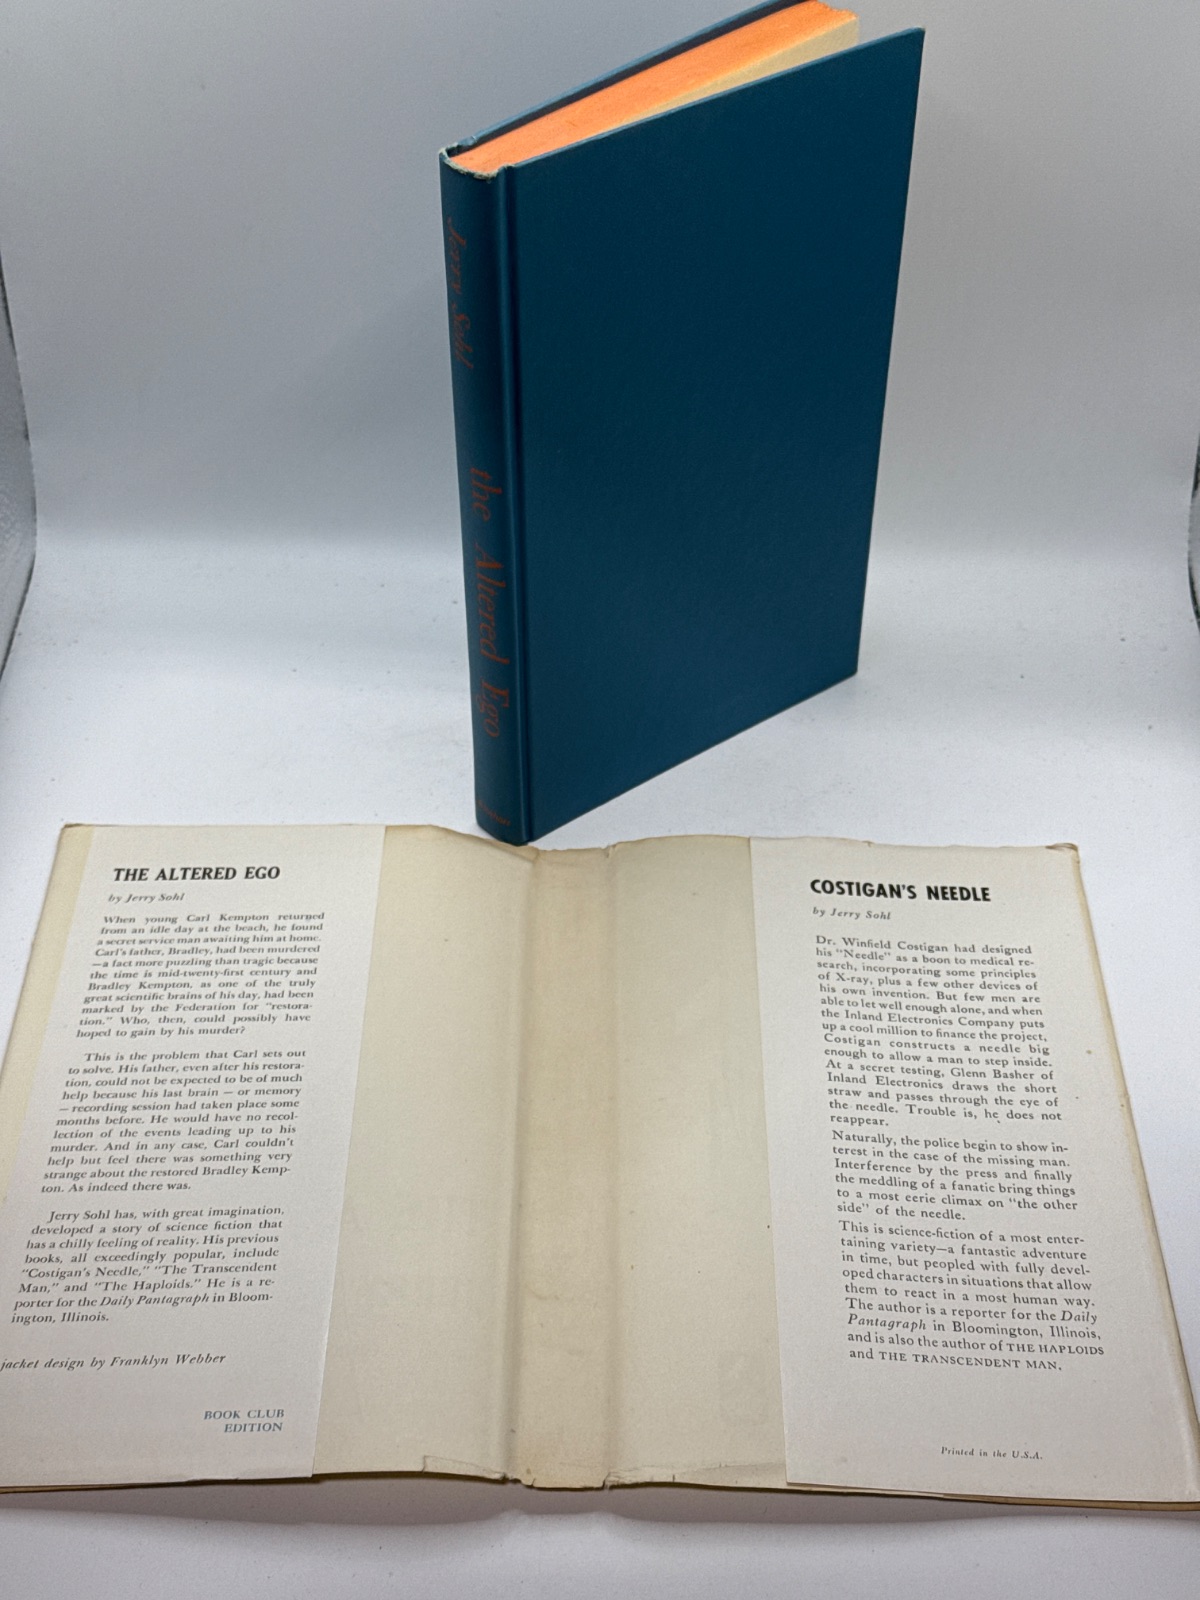 Jerry Sohl
the Altered Ego
THE ALTERED EGO
by Jerry Sohl
When young Carl Kempton returned
from an idle day at the beach, he found
a secret service man awaiting him at home.
Carl's father, Bradley, had been murdered
—a fact more puzzling than tragic because
the time is mid-twenty-first century and
Bradley Kempton, as one of the truly
great scientific brains of his day, had been
marked by the Federation for "restora-
tion." Who, then, could possibly have
hoped to gain by his murder?
This is the problem that Carl sets out
to solve. His father, even after his restora-
tion, could not be expected to be of much
help because his last brain — or memory
— recording session had taken place some
months before. He would have no recol-
lection of the events leading up to his
murder. And in any case, Carl couldn't
help but feel there was something very
strange about the restored Bradley Kemp-
ton. As indeed there was.
Jerry Sohl has, with great imagination,
developed a story of science fiction that
has a chilly feeling of reality. His previous
books, all exceedingly popular, include
"Costigan's Needle," "The Transcendent
Man," and "The Haploids." He is a re-
porter for the Daily Pantagraph in Bloom-
ington, Illinois.
jacket design by Franklyn Webber
BOOK CLUB
EDITION
COSTIGAN'S NEEDLE
by Jerry Sohl
Dr. Winfield Costigan had designed
his "Needle" as a boon to medical re-
search, incorporating some principles
of X-ray, plus a few other devices of
his own invention. But few men are
able to let well enough alone, and when
the Inland Electronics Company puts
up a cool million to finance the project,
Costigan constructs a needle big
enough to allow a man to step inside.
At a secret testing, Glenn Basher of
Inland Electronics draws the short
straw and passes through the eye of
the needle. Trouble is, he does not
reappear.
Naturally, the police begin to show in-
terest in the case of the missing man.
Interference by the press and finally
the meddling of a fanatic bring things
to a most eerie climax on "the other
side" of the needle.
This is science-fiction of a most enter-
taining variety—a fantastic adventure
in time, but peopled with fully devel-
oped characters in situations that allow
them to react in a most human way.
The author is a reporter for the Daily
Pantagraph in Bloomington, Illinois,
and is also the author of THE HAPLOIDS
and THE TRANSCENDENT MAN.
Printed in the U.S.A.